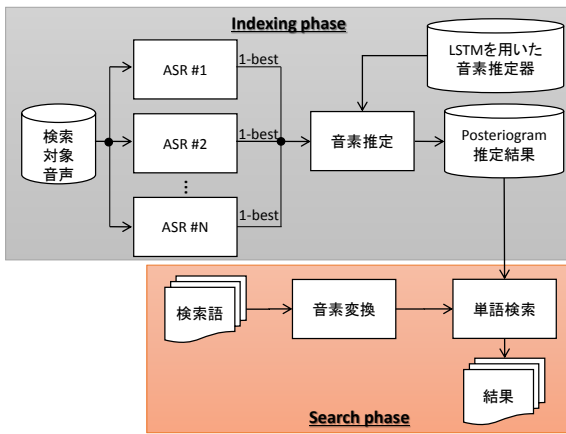 Indexing phase
LSTMを用いた
音素推定器
ASR #1
1-best
検索
対象
音声
ASR #2
1-best
音素推定
Posteriogram
推定結果
⋮
ASR #N
1-best
検索語
音素変換
単語検索
結果
Search phase